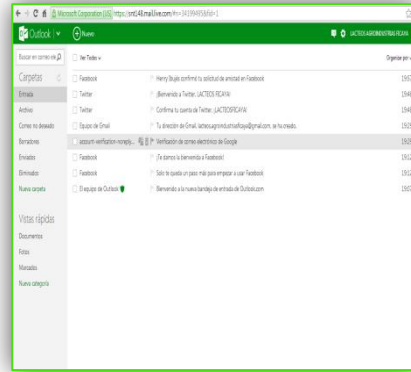 Microsoft Corporation [US] https://snt148.mail.live.com/?n=341994958&fid=1
Outlook
Nuevo
LACTEOS AGROINDUSTRIAS FICAYA
Buscar en correo ele
Ver: Todos
Organizar por
Carpetas
Facebook Henry Bujés confirmó tu solicitud de amistad en Facebook
Entrada
Twitter ¡Bienvenido a Twitter, LACTEOS FICAYA!
Archivo
Twitter Confirma tu cuenta de Twitter, ¡LACTEOSFICAYA!
Correo no deseado
Equipo de Gmail Tu dirección de Gmail, lacteosagroindustriasficaya@gmail.com, se ha creado.
Borradores
account-verification-noreply... Verificación de correo electrónico de Google
Enviados
Facebook ¡Te damos la bienvenida a Facebook!
Eliminados
Facebook Solo te queda un paso más para empezar a usar Facebook
Nueva carpeta
El equipo de Outlook Bienvenido a la nueva bandeja de entrada de Outlook.com
Vistas rápidas
Documentos
Fotos
Marcados
Nueva categoría